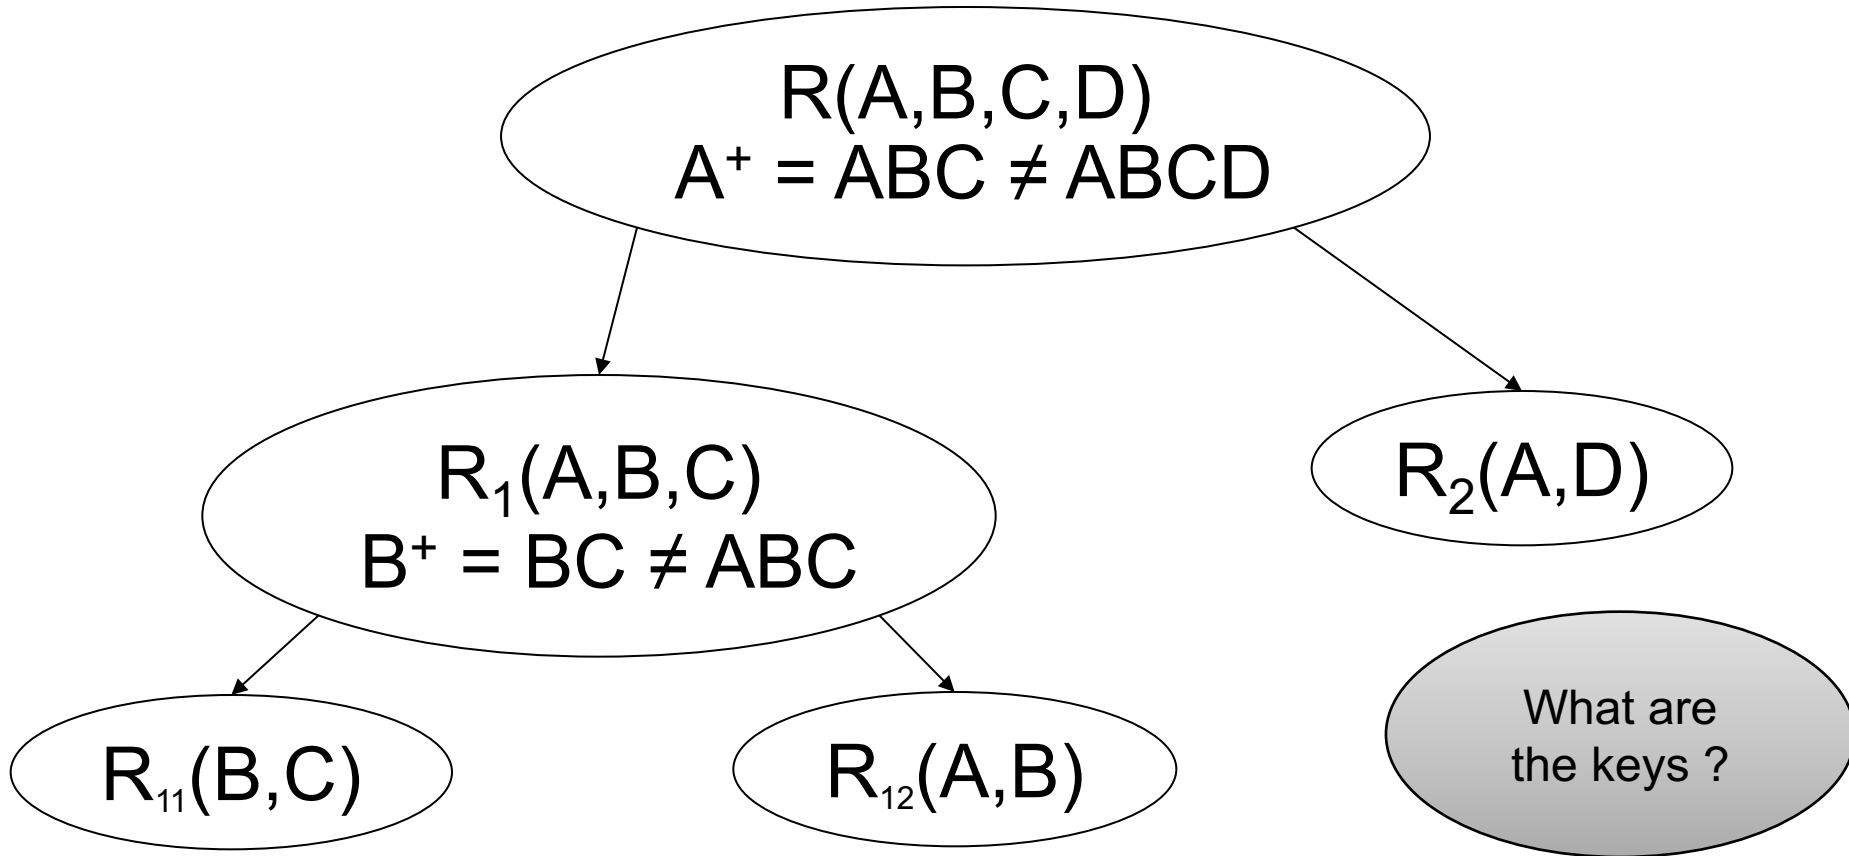 R(A,B,C,D)
A⁺ = ABC ≠ ABCD
R₁(A,B,C)
B⁺ = BC ≠ ABC
R₂(A,D)
R₁₁(B,C)
R₁₂(A,B)
What are
the keys ?